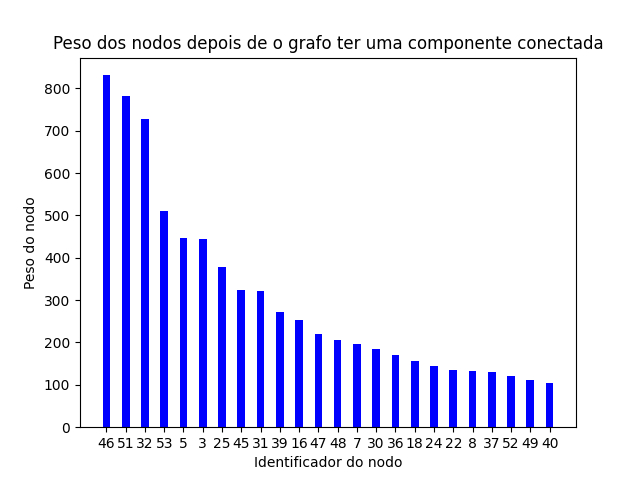 Peso dos nodos depois de o grafo ter uma componente conectada
800
700
600
500
400
300
200
100
0
Peso do nodo
46 51 32 53 5 3 25 45 31 39 16 47 48 7 30 36 18 24 22 8 37 52 49 40
Identificador do nodo